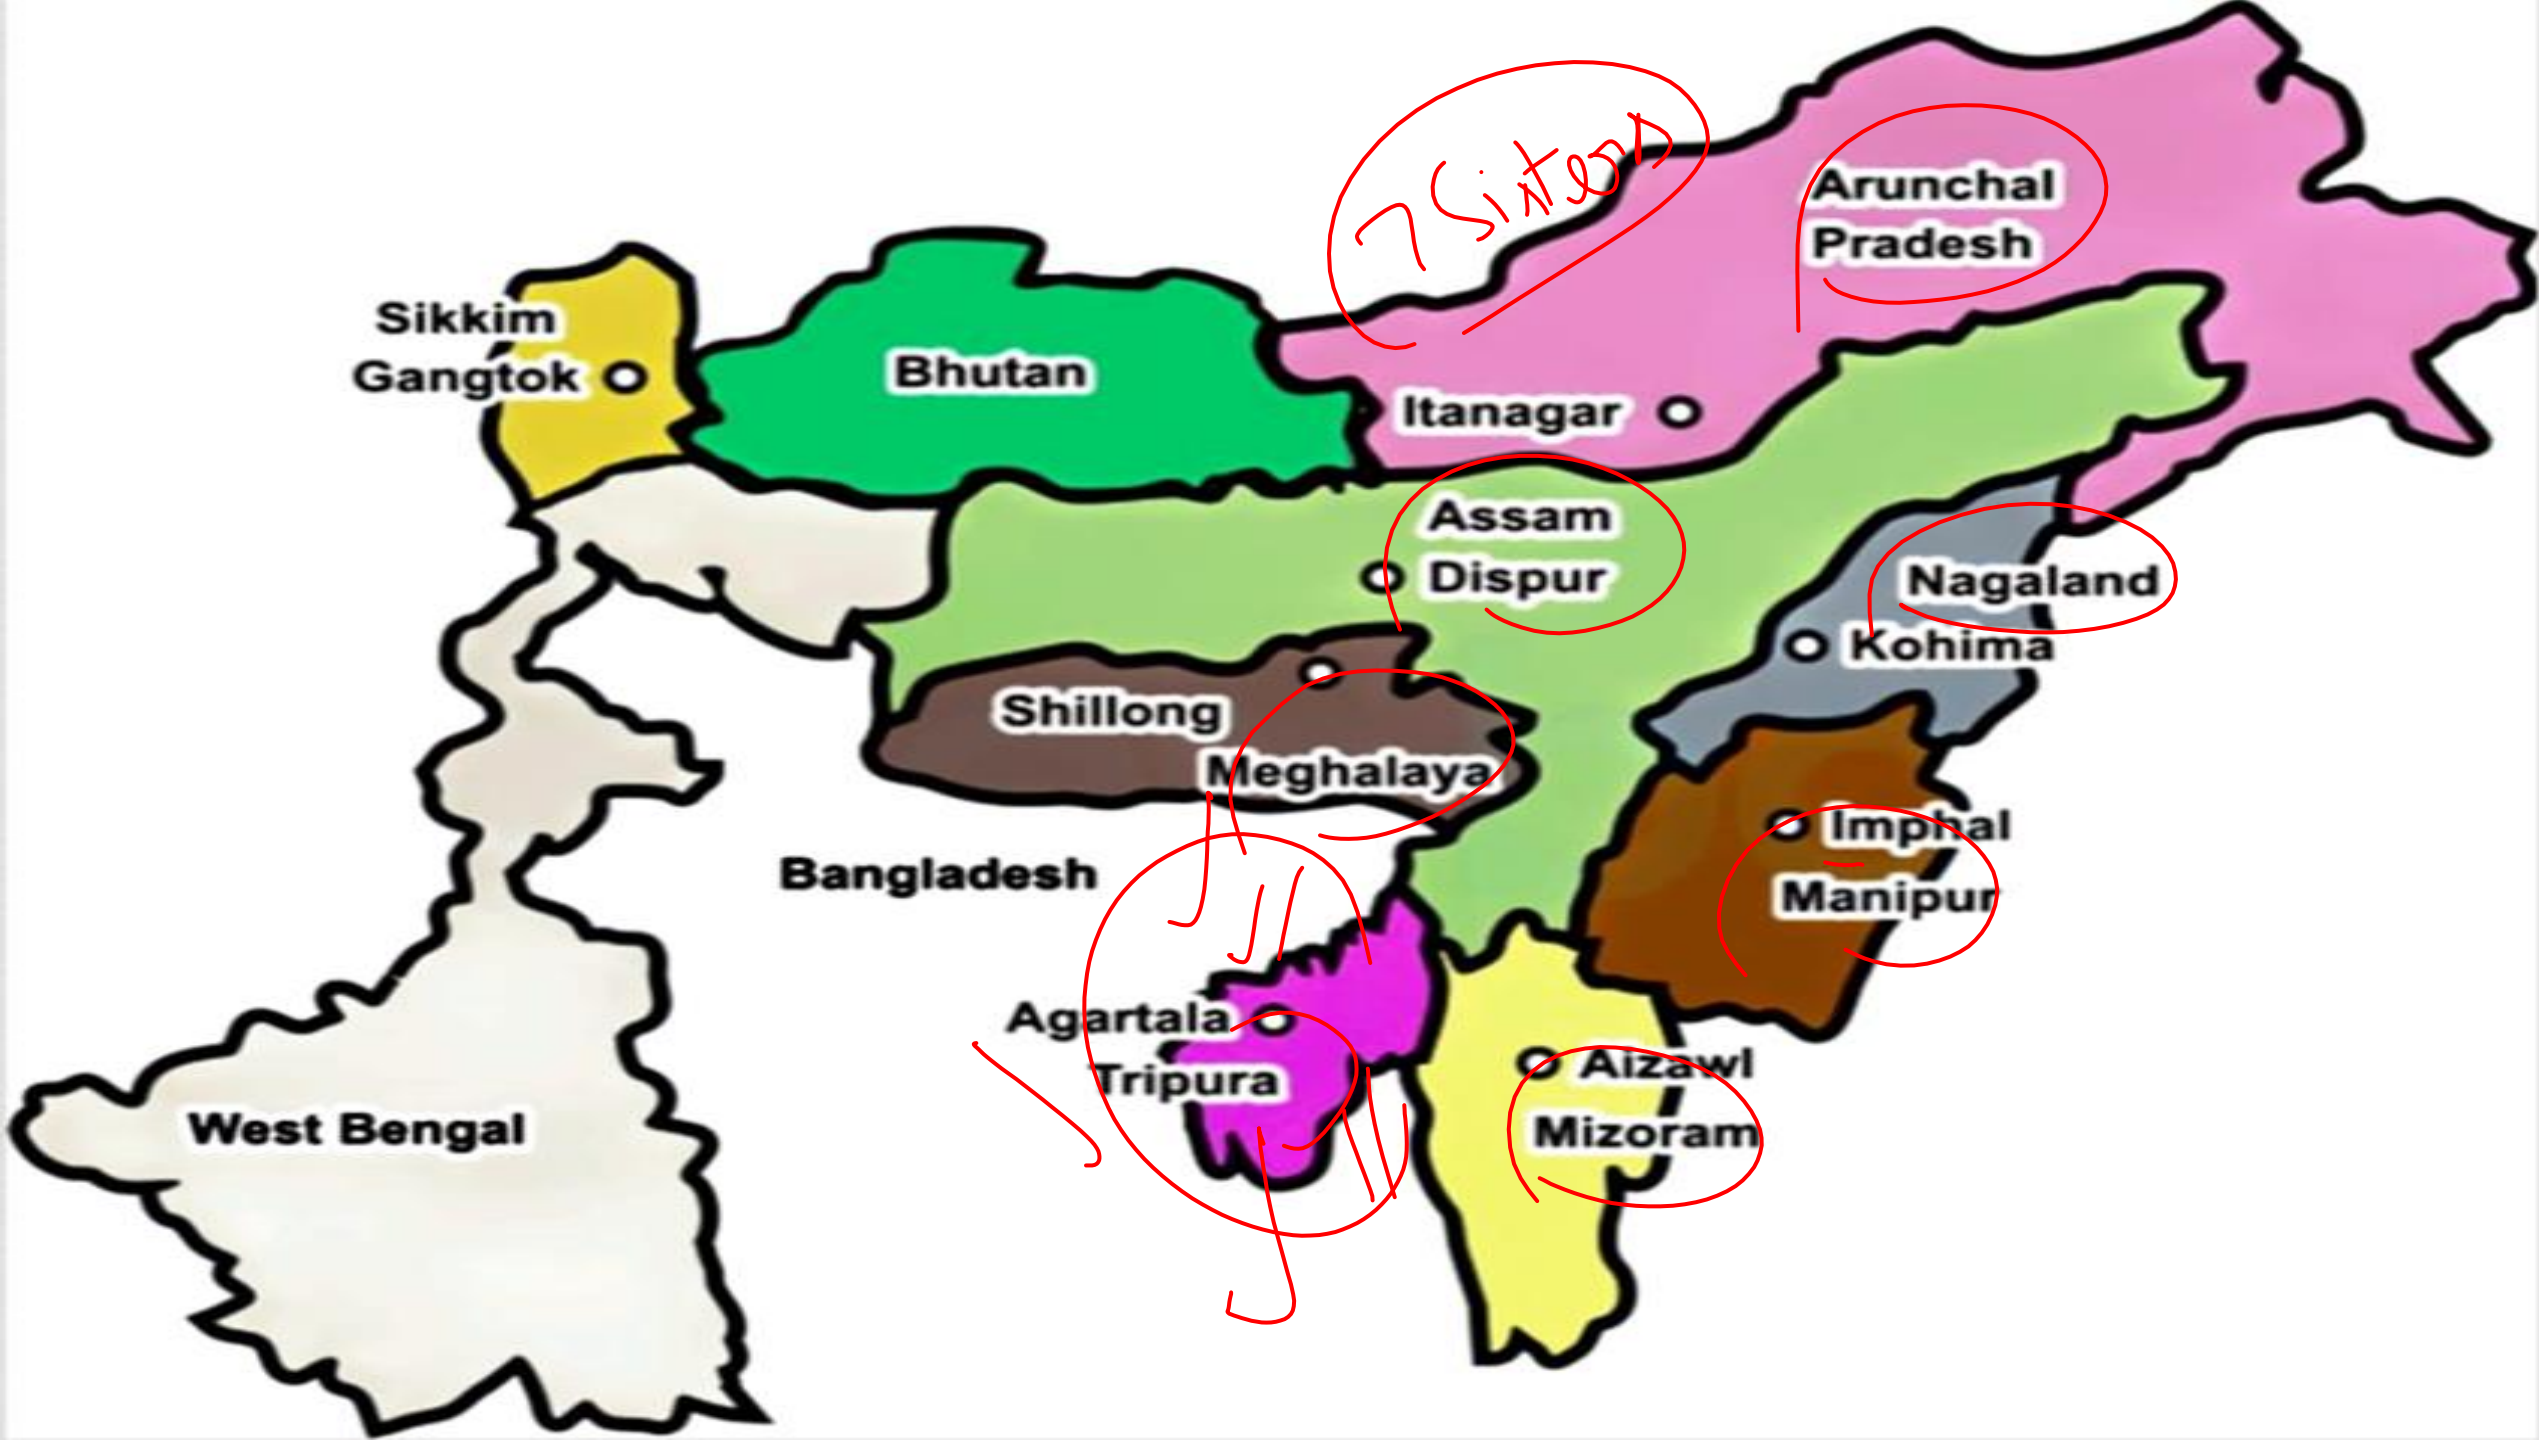 7 Sisters
Arunchal
Pradesh
Sikkim
Gangtok
Bhutan
Itanagar
Assam
Dispur
Nagaland
Kohima
Shillong
Meghalaya
Imphal
Manipur
Bangladesh
Agartala
Tripura
Aizawl
Mizoram
West Bengal